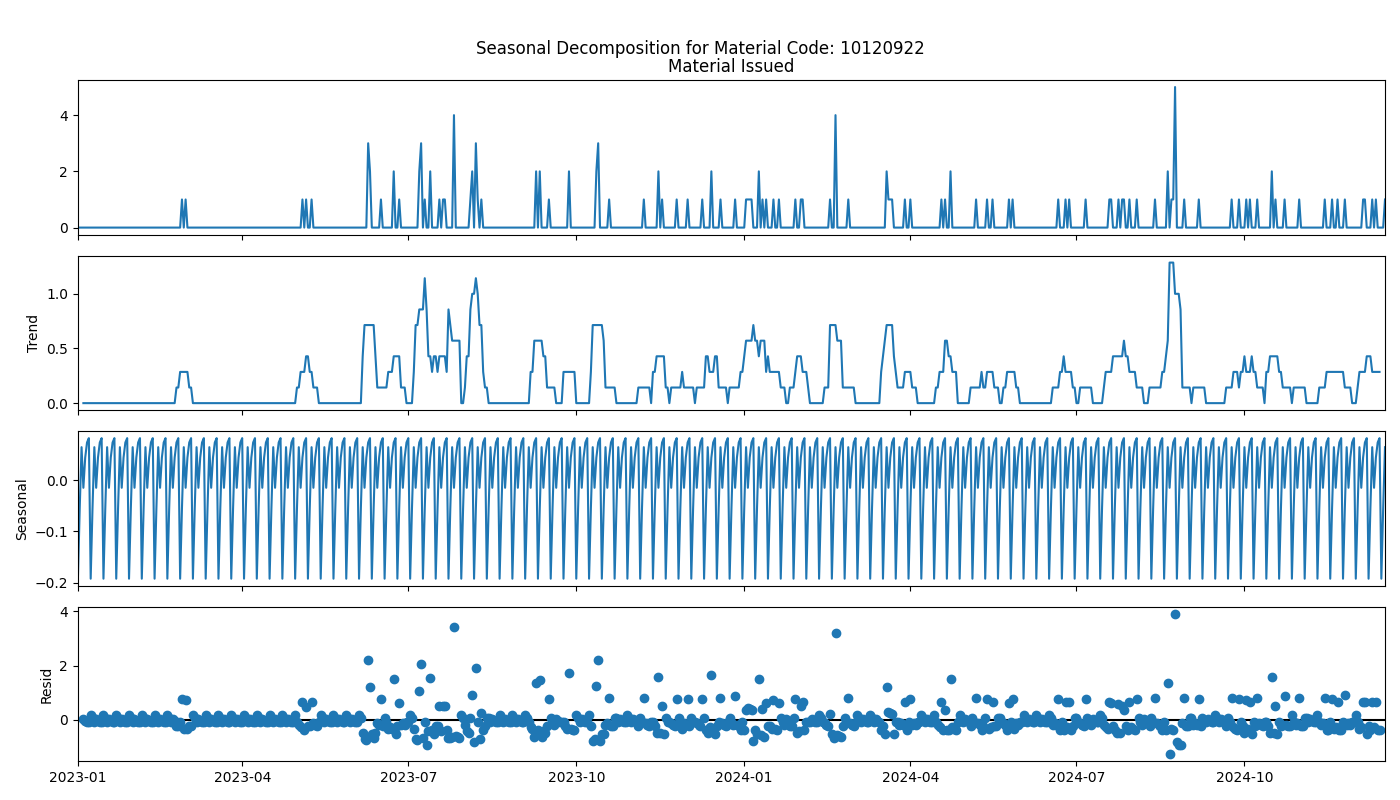 Seasonal Decomposition for Material Code: 10120922
Material Issued
4
2
0
Trend
1.0
0.5
0.0
Seasonal
0.0
−0.1
−0.2
Resid
4
2
0
2023-01 2023-04 2023-07 2023-10 2024-01 2024-04 2024-07 2024-10